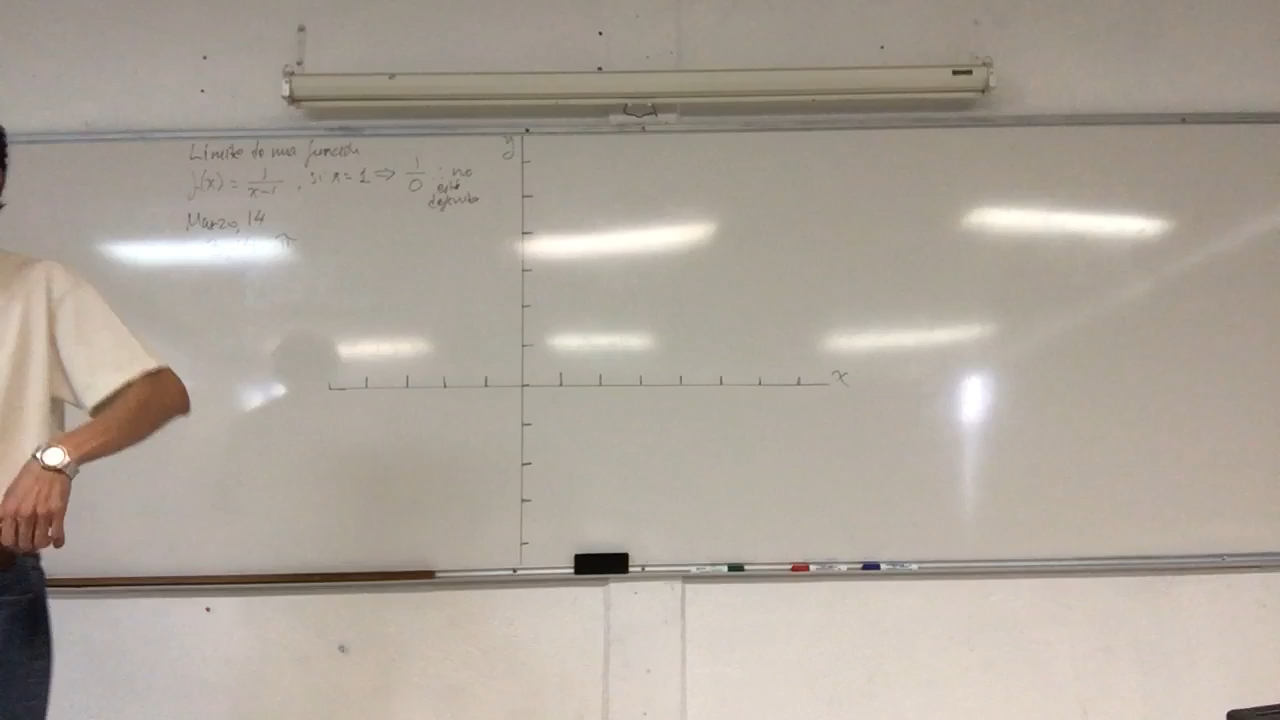 Límite de una función
f(x) = 1/(x-1), si x = 1 ⇒ 1/0 ∴ no está definida
Marzo, 14
π
y
x